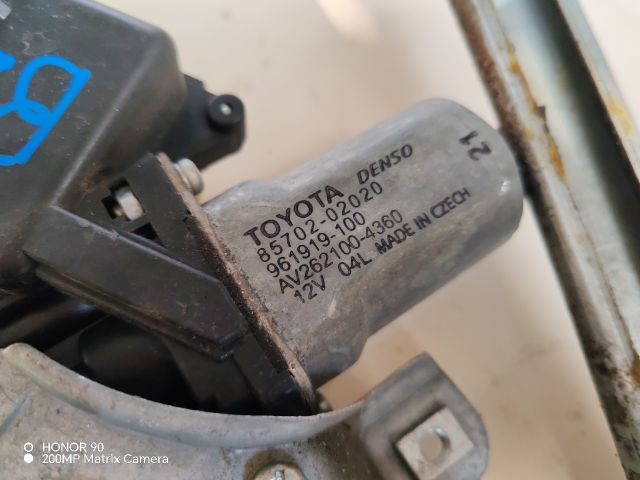 TOYOTA DENSO
85702-02020
961919-100
AV262100-4360
12V 04L MADE IN CZECH
21
HONOR 90
200MP Matrix Camera